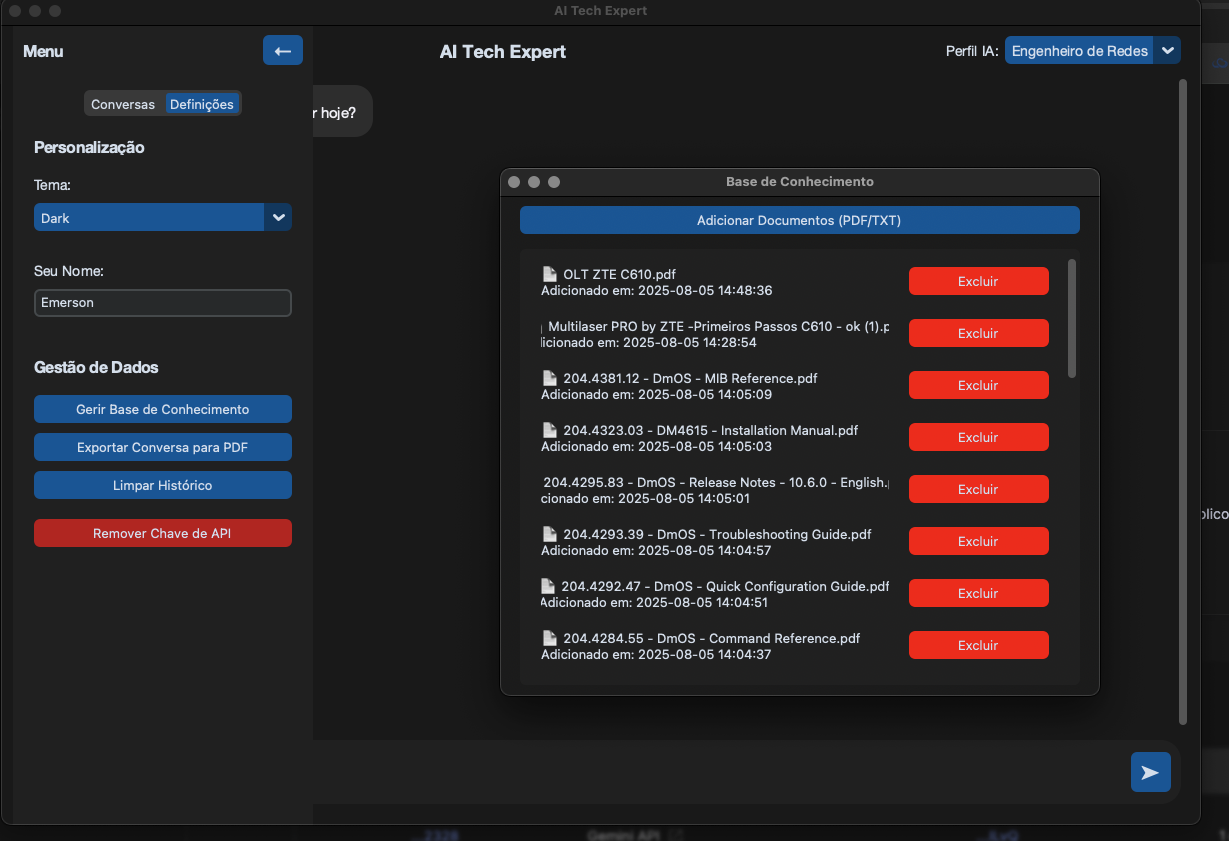 AI Tech Expert
Menu
←
AI Tech Expert
Perfil IA:
Engenheiro de Redes
Conversas
Definições
r hoje?
Personalização
Tema:
Dark
Seu Nome:
Emerson
Gestão de Dados
Gerir Base de Conhecimento
Exportar Conversa para PDF
Limpar Histórico
Remover Chave de API
Base de Conhecimento
Adicionar Documentos (PDF/TXT)
OLT ZTE C610.pdf
Adicionado em: 2025-08-05 14:48:36
Excluir
Multilaser PRO by ZTE -Primeiros Passos C610 - ok (1).p
icionado em: 2025-08-05 14:28:54
Excluir
204.4381.12 - DmOS - MIB Reference.pdf
Adicionado em: 2025-08-05 14:05:09
Excluir
204.4323.03 - DM4615 - Installation Manual.pdf
Adicionado em: 2025-08-05 14:05:03
Excluir
204.4295.83 - DmOS - Release Notes - 10.6.0 - English.
cionado em: 2025-08-05 14:05:01
Excluir
204.4293.39 - DmOS - Troubleshooting Guide.pdf
Adicionado em: 2025-08-05 14:04:57
Excluir
204.4292.47 - DmOS - Quick Configuration Guide.pdf
Adicionado em: 2025-08-05 14:04:51
Excluir
204.4284.55 - DmOS - Command Reference.pdf
Adicionado em: 2025-08-05 14:04:37
Excluir
blico
...2328
Gemini API